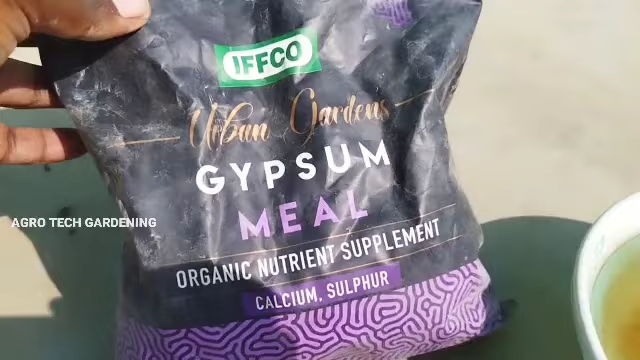 IFFCO
Urban Gardens
GYPSUM
MEAL
AGRO TECH GARDENING
ORGANIC NUTRIENT SUPPLEMENT
CALCIUM, SULPHUR